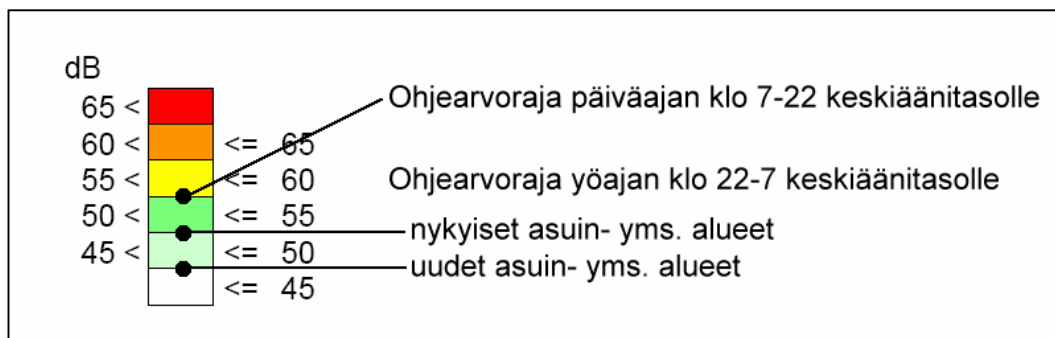 dB
Ohjearvoraja päiväajan klo 7-22 keskiäänitasolle
65 <
60 < <= 65
55 < <= 60 Ohjearvoraja yöajan klo 22-7 keskiäänitasolle
50 < <= 55
nykyiset asuin- yms. alueet
45 < <= 50
uudet asuin- yms. alueet
<= 45